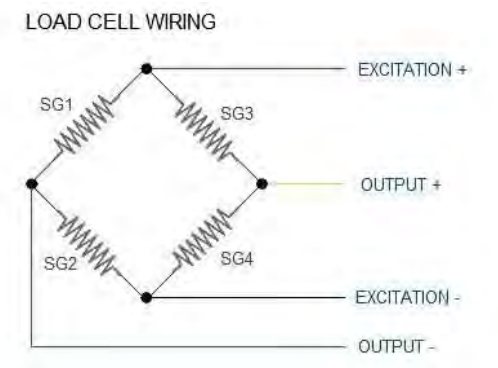 LOAD CELL WIRING
EXCITATION +
SG1
SG3
OUTPUT +
SG2
SG4
EXCITATION -
OUTPUT -